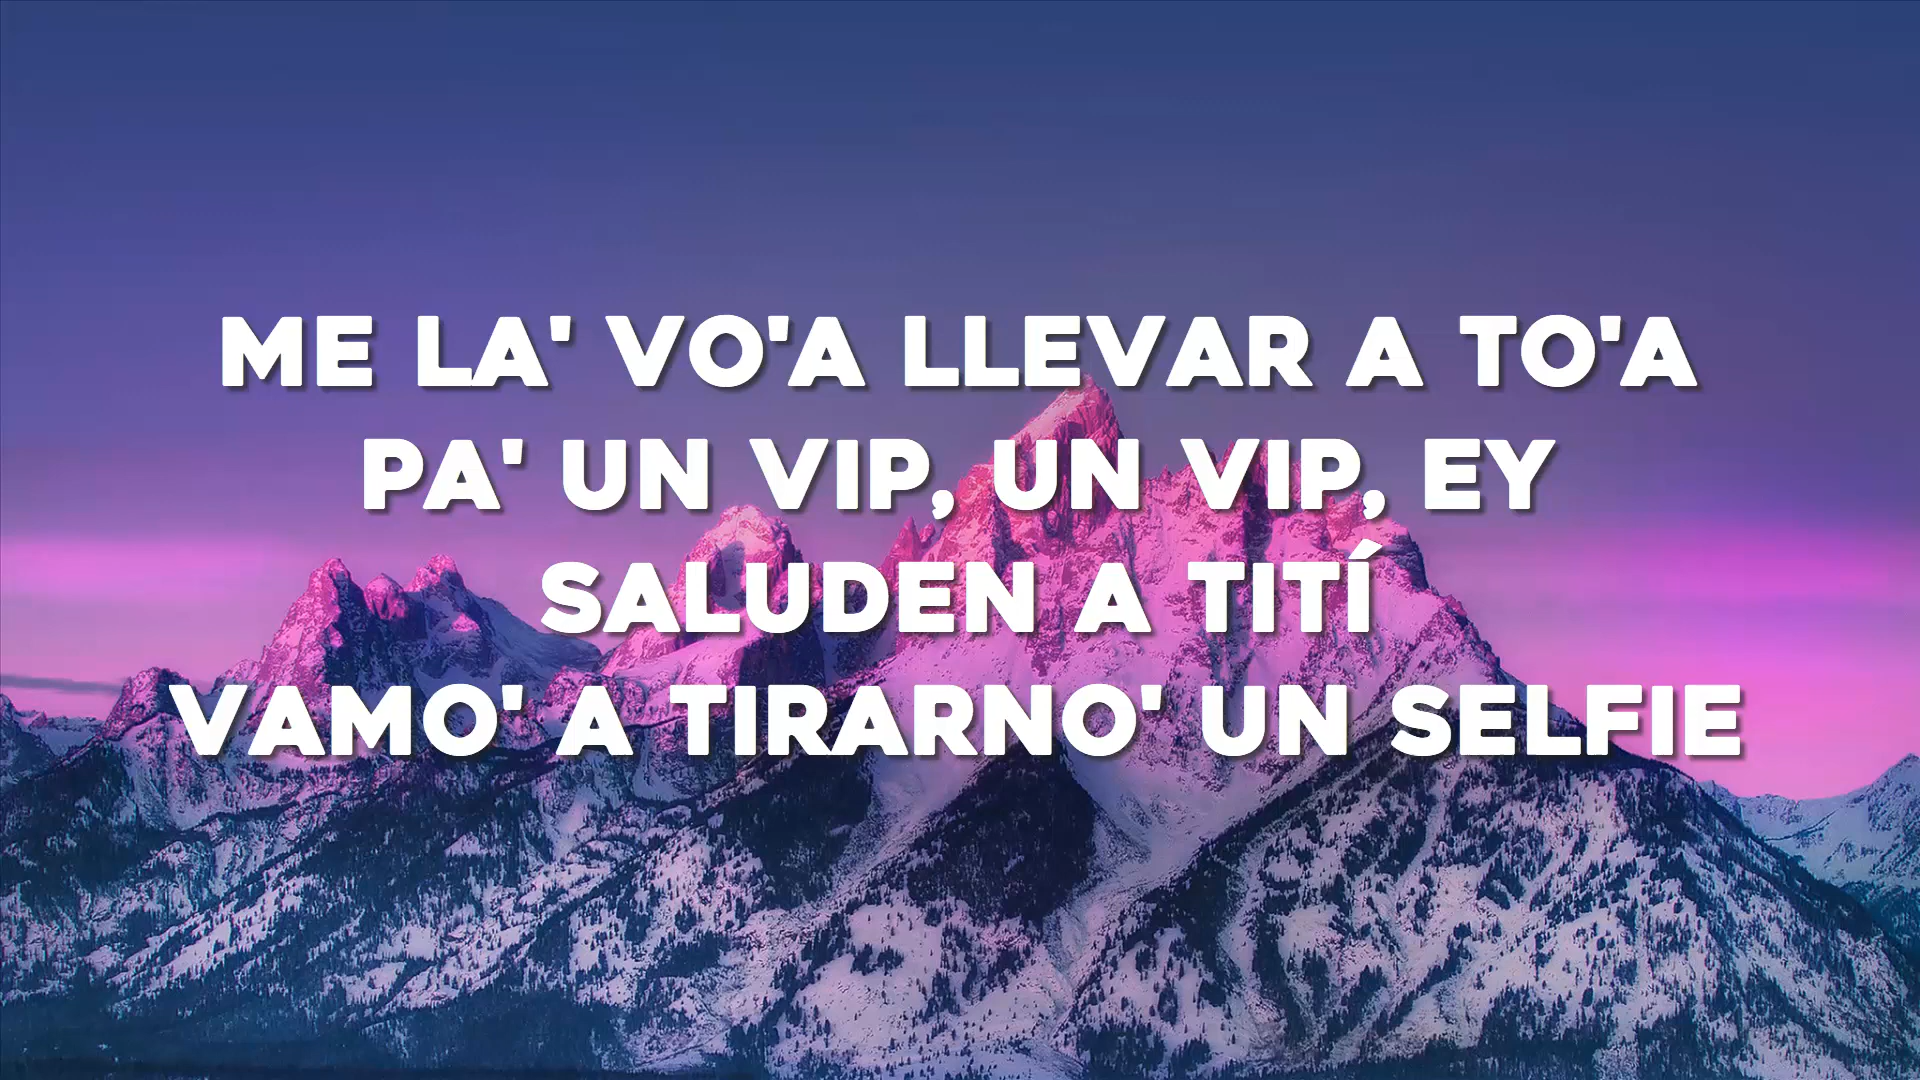 ME LA' VO'A LLEVAR A TO'A
PA' UN VIP, UN VIP, EY
SALUDEN A TITÍ
VAMO' A TIRARNO' UN SELFIE